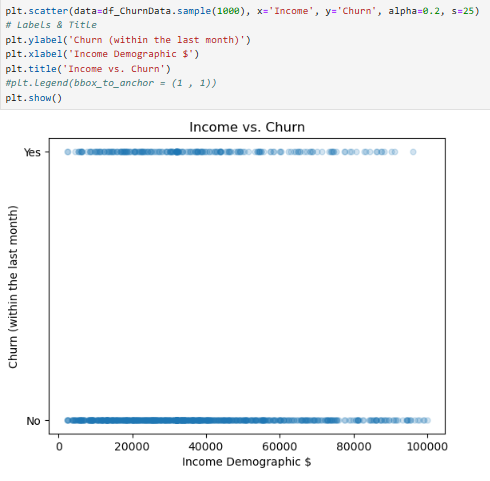 plt.scatter(data=df_ChurnData.sample(1000), x='Income', y='Churn', alpha=0.2, s=25)
# Labels & Title
plt.ylabel('Churn (within the last month)')
plt.xlabel('Income Demographic $')
plt.title('Income vs. Churn')
#plt.Legend(bbox_to_anchor = (1 , 1))
plt.show()
Income vs. Churn
Yes
Churn (within the last month)
No
0 20000 40000 60000 80000 100000
Income Demographic $